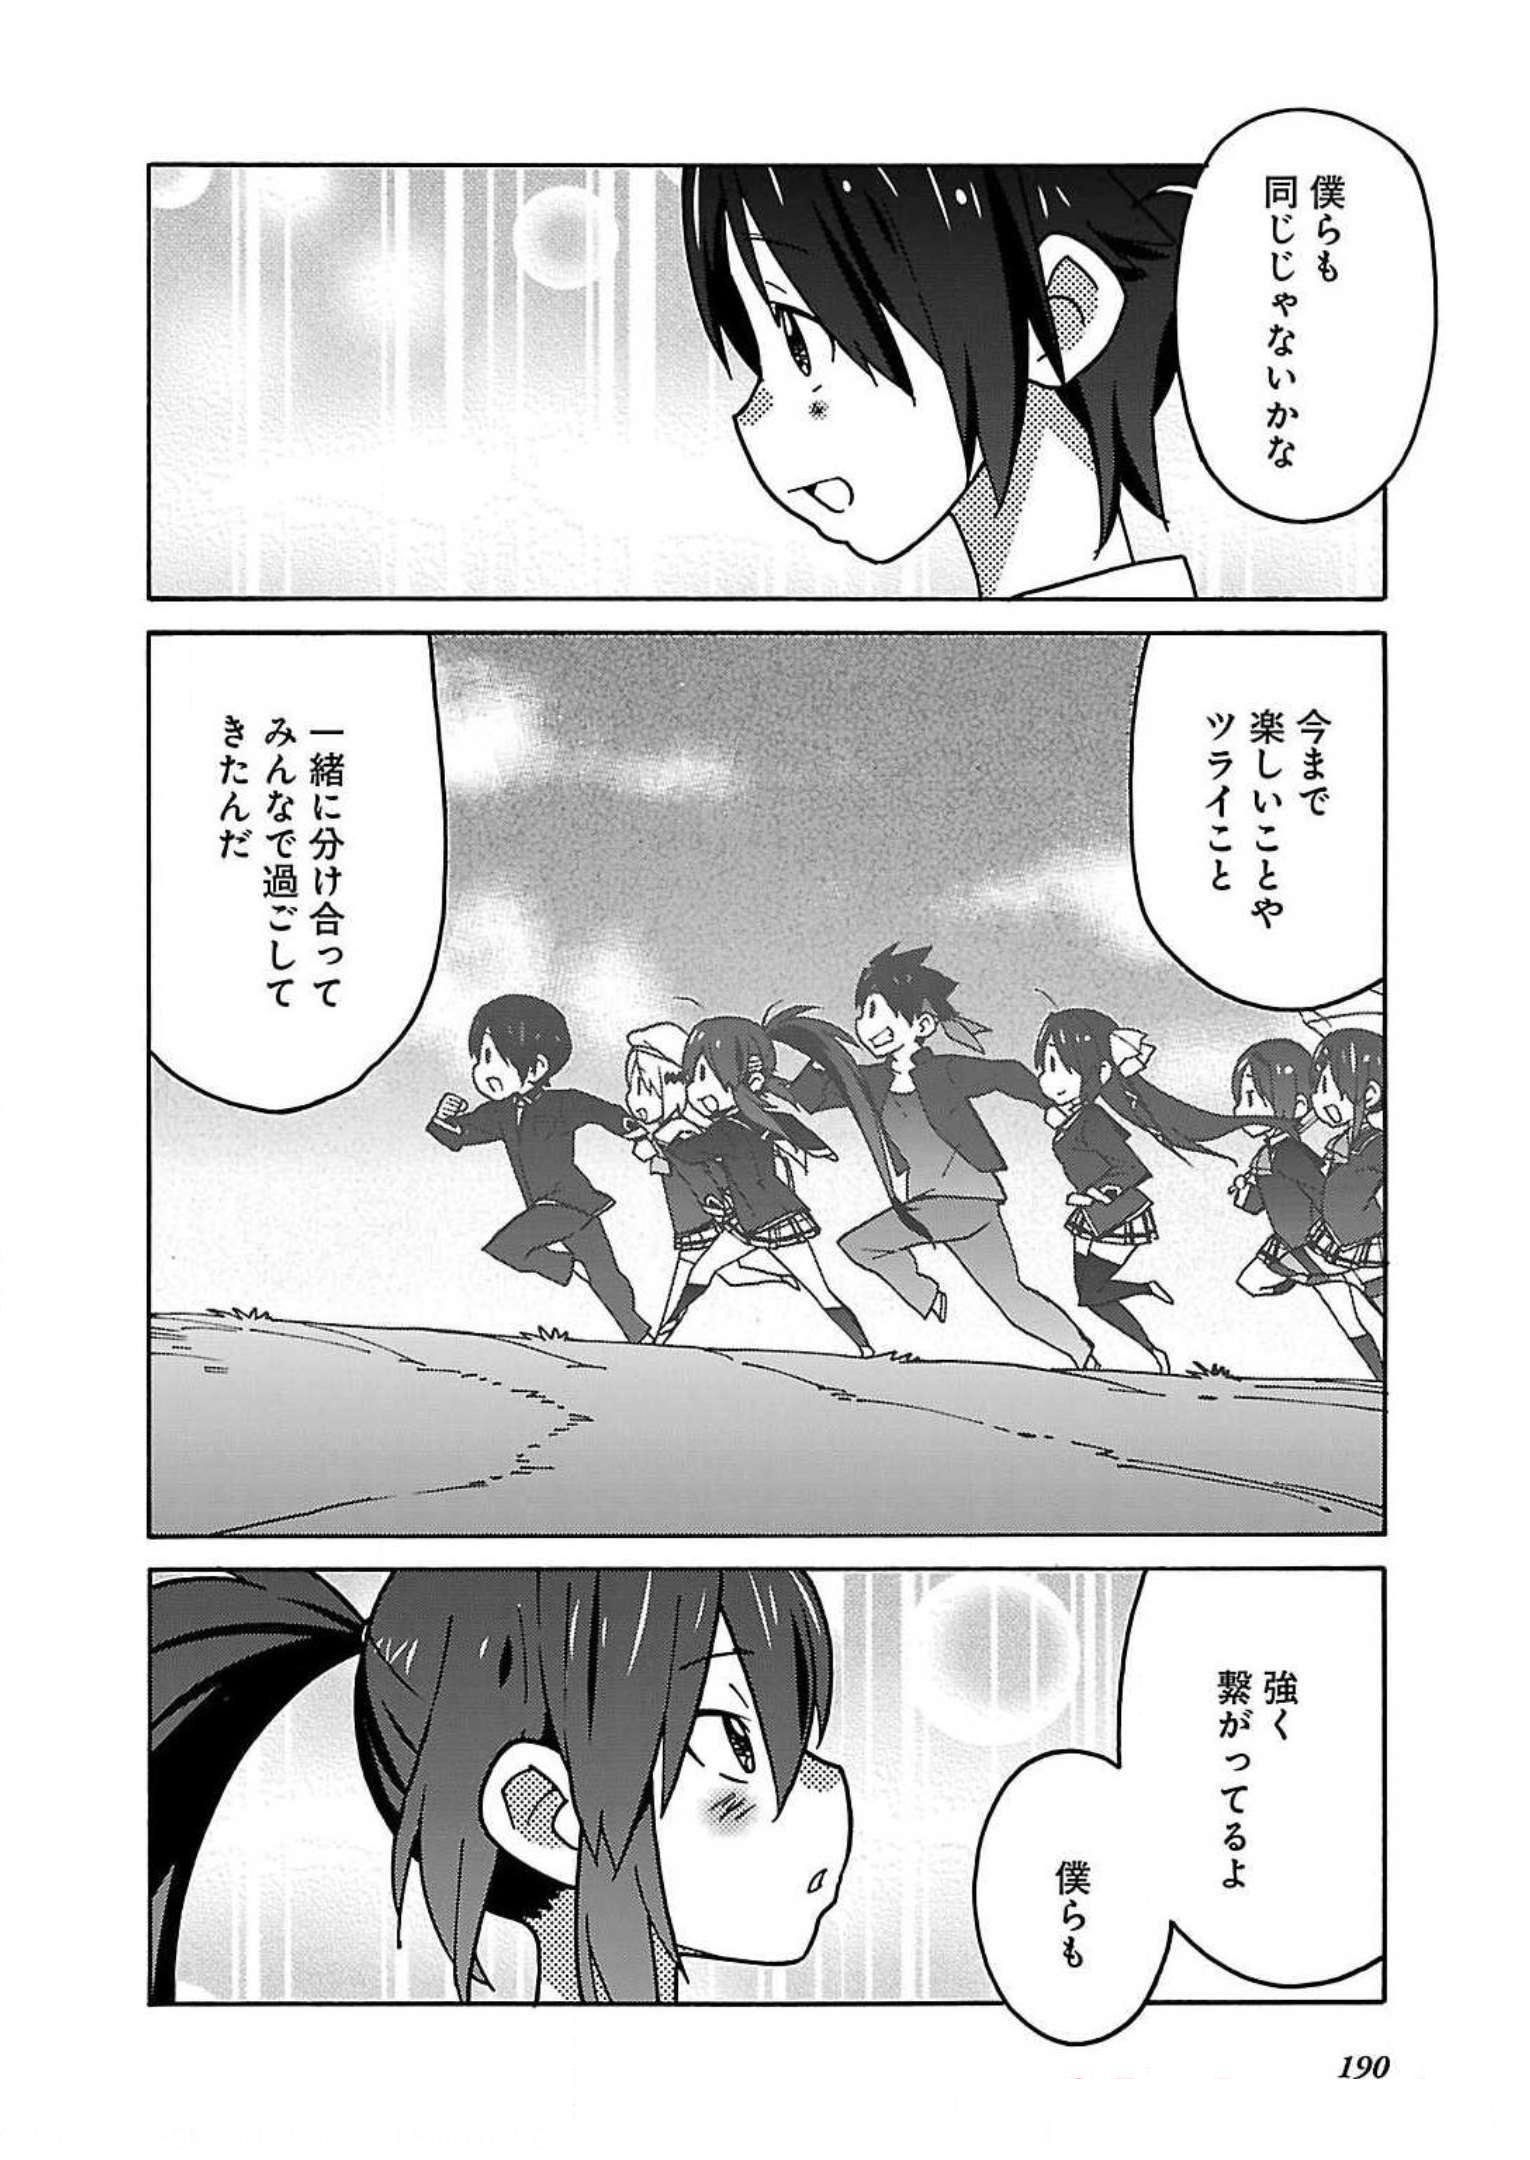 僕らも
同じじゃないかな
今まで
楽しいことや
ツライこと
一緒に分け合って
みんなで過ごして
きたんだ
強く
繋がってるよ
僕らも
190